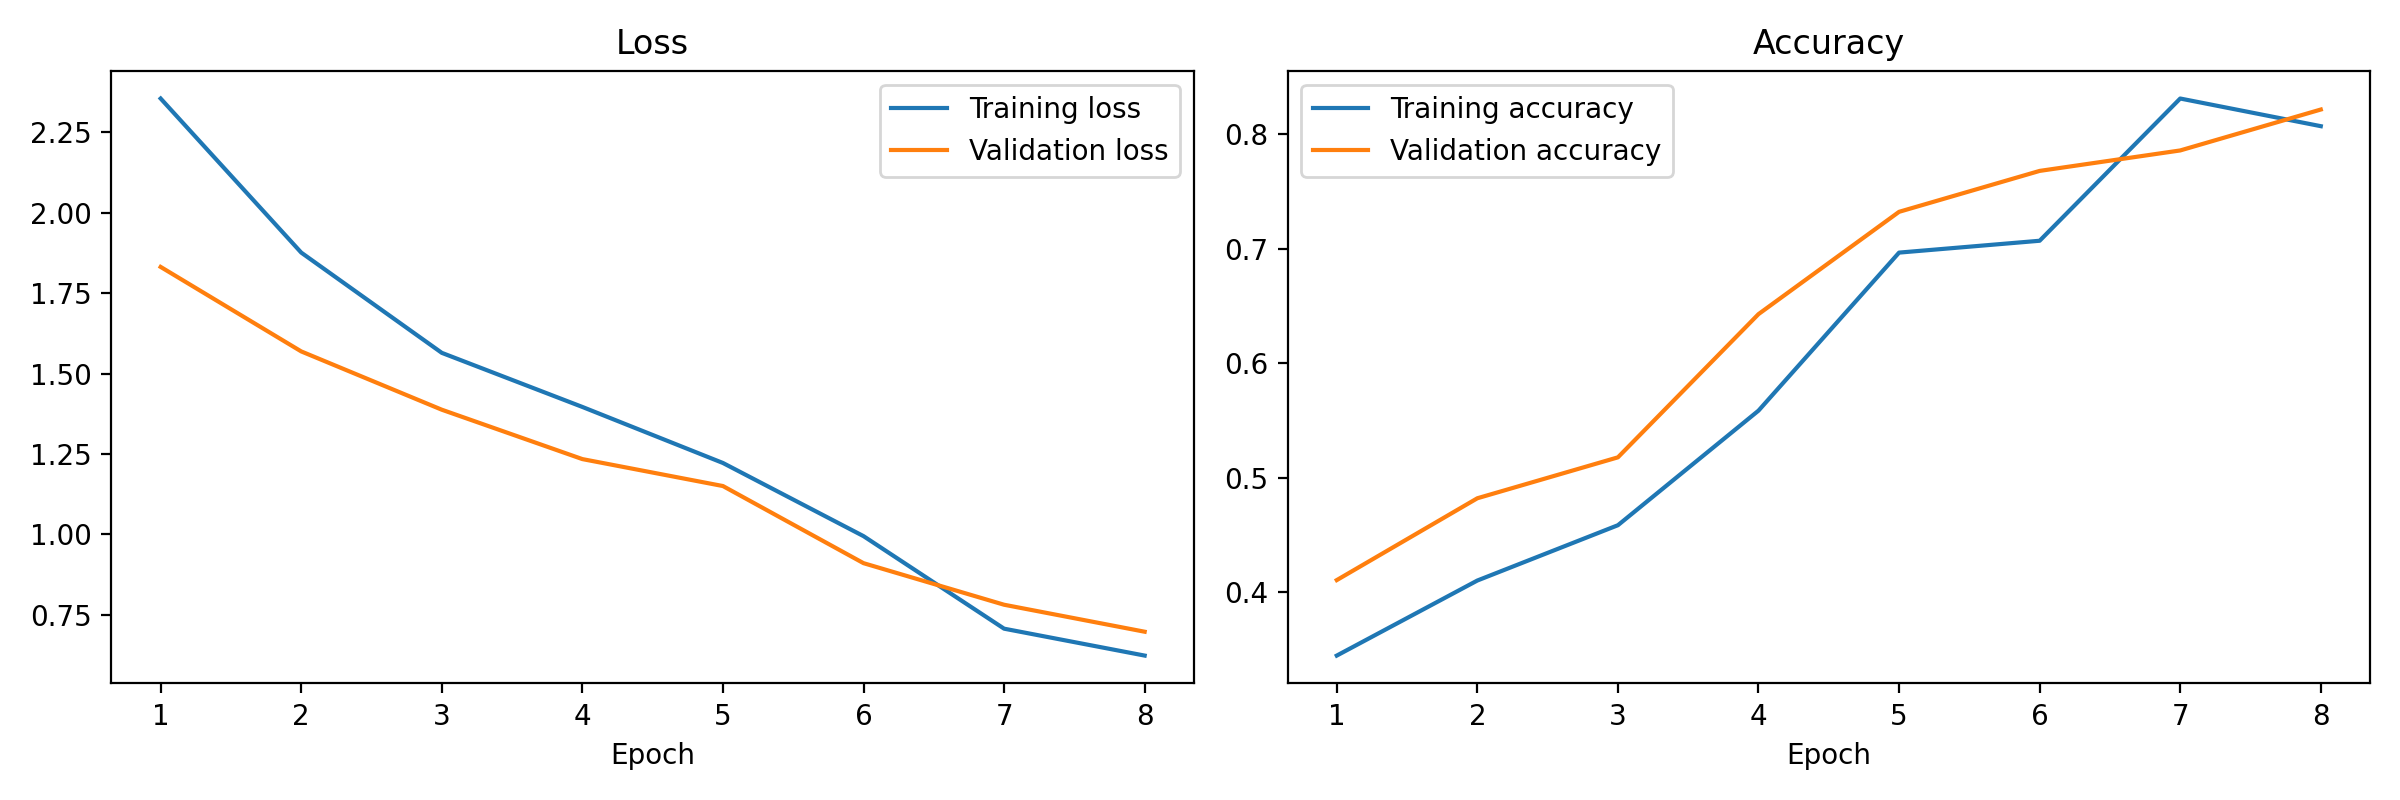 Loss
2.25
2.00
1.75
1.50
1.25
1.00
0.75
Training loss
Validation loss
1 2 3 4 5 6 7 8
Epoch
Accuracy
0.8
0.7
0.6
0.5
0.4
Training accuracy
Validation accuracy
1 2 3 4 5 6 7 8
Epoch